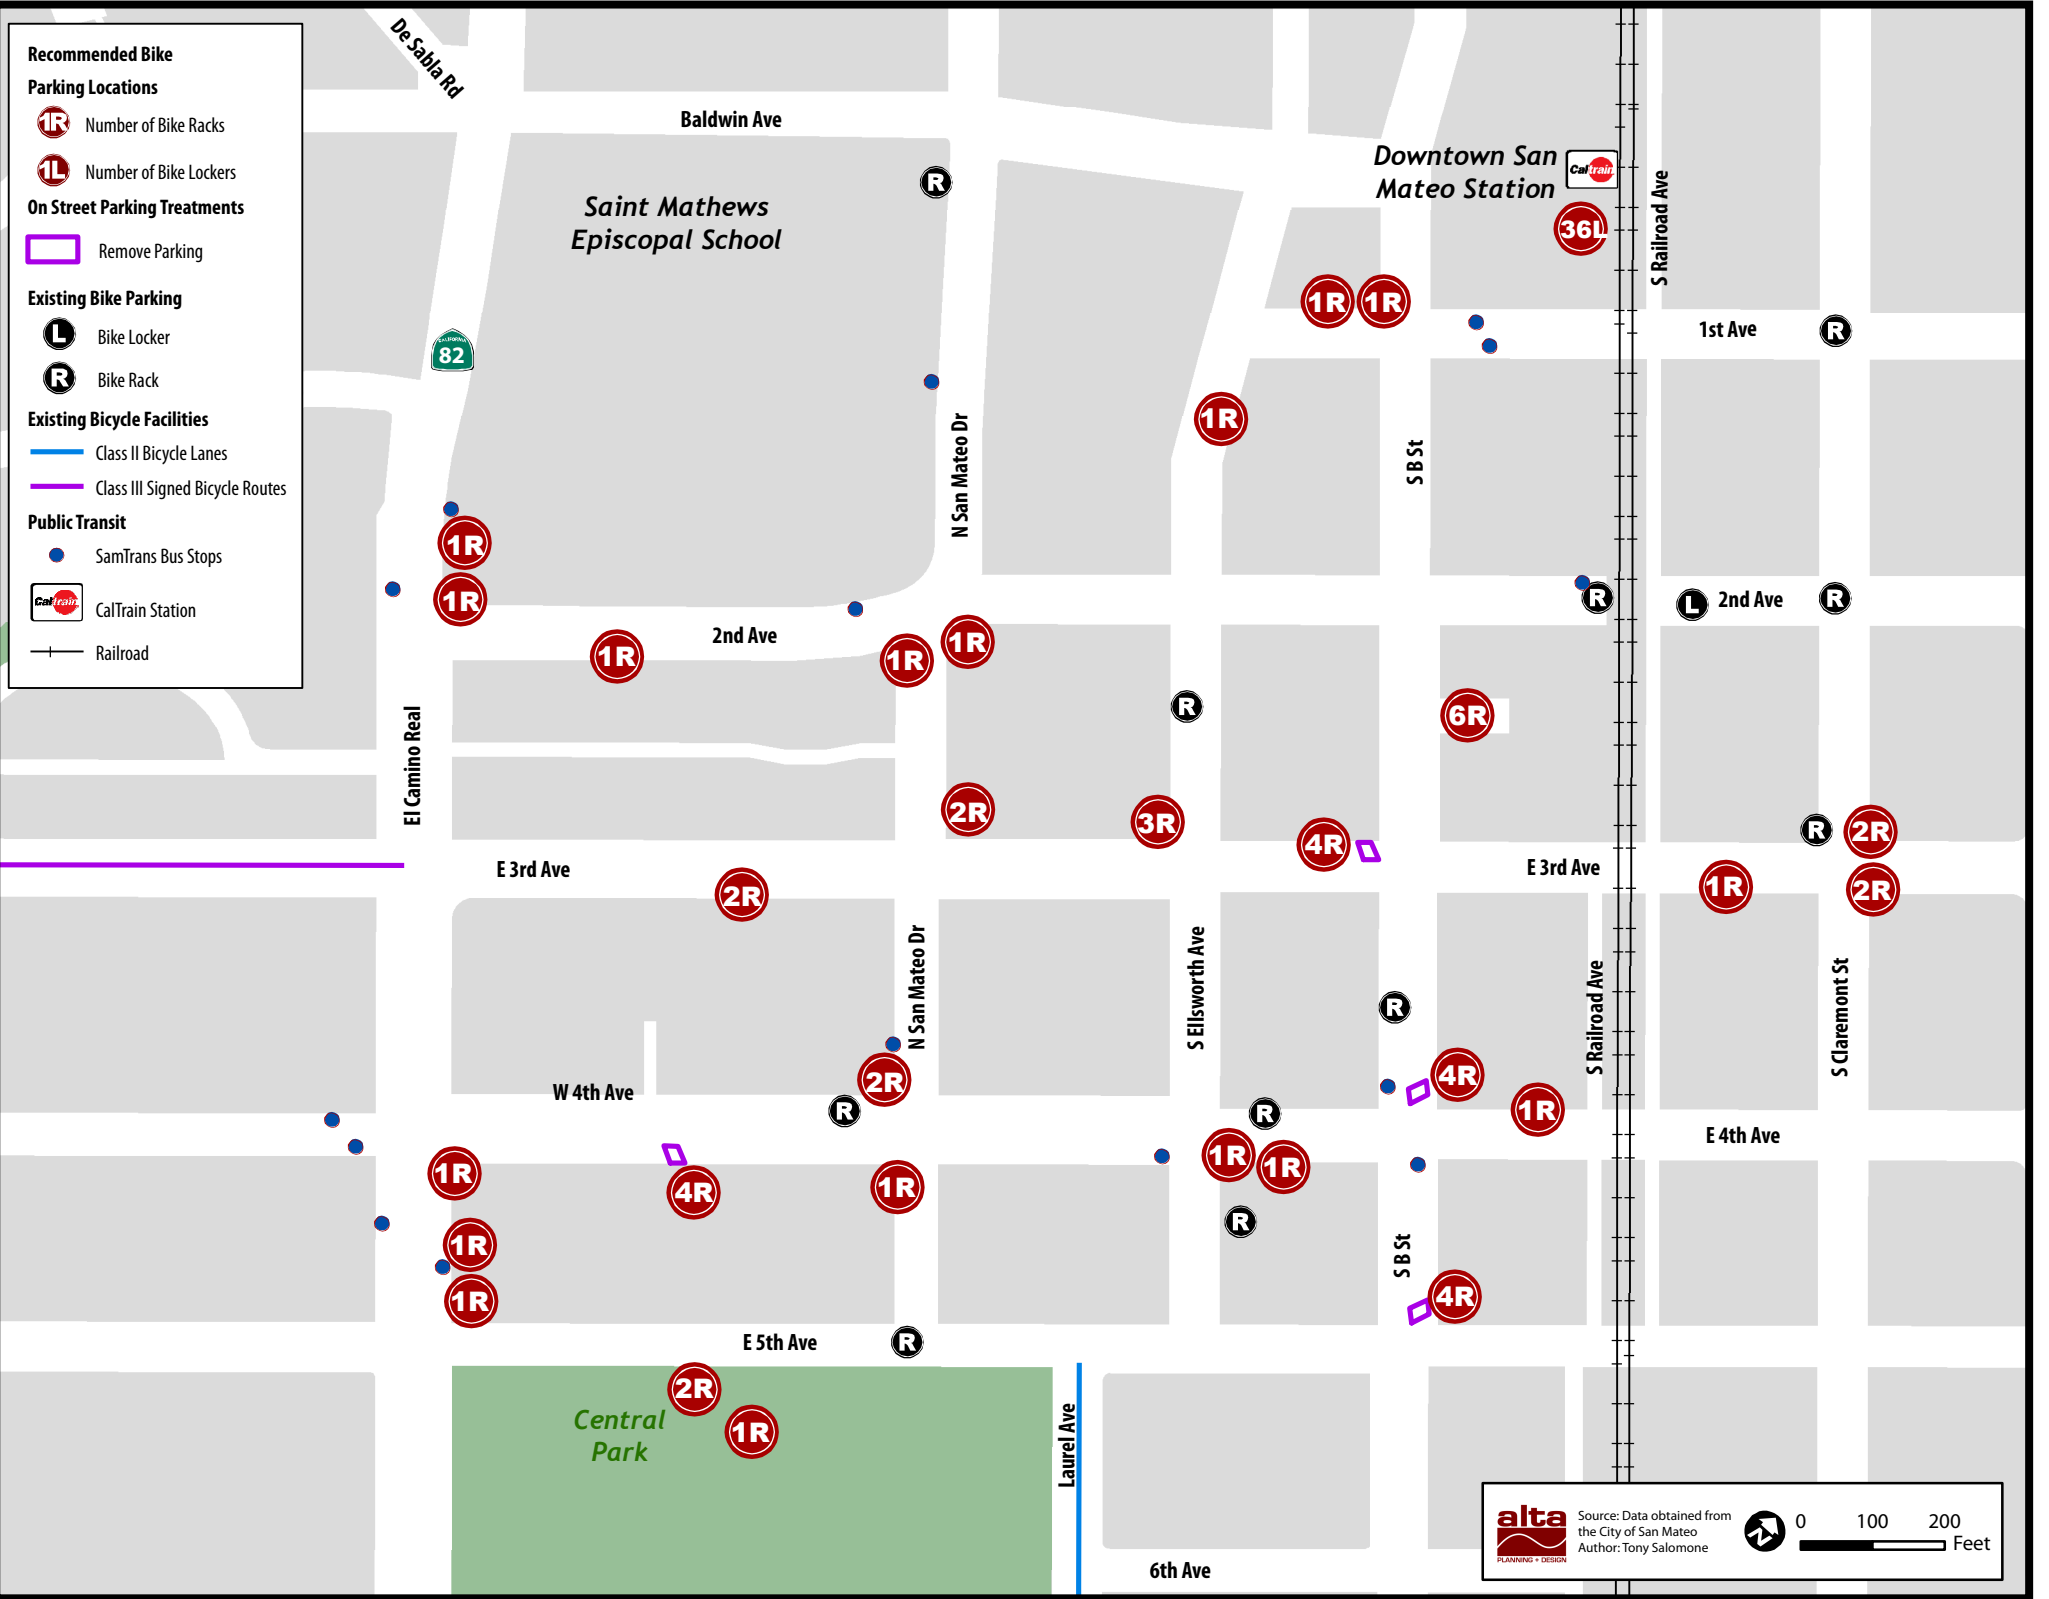 Recommended Bike
Parking Locations
1R Number of Bike Racks
1L Number of Bike Lockers
On Street Parking Treatments
Remove Parking
Existing Bike Parking
L Bike Locker
R Bike Rack
Existing Bicycle Facilities
Class II Bicycle Lanes
Class III Signed Bicycle Routes
Public Transit
SamTrans Bus Stops
Caltrain CalTrain Station
Railroad
De Sabla Rd
Baldwin Ave
Saint Mathews
Episcopal School
R
Downtown San
Mateo Station
Caltrain
36L
S Railroad Ave
1R 1R
1st Ave
R
CALIFORNIA
82
1R
N San Mateo Dr
S B St
1R
1R
R
L
2nd Ave
R
2nd Ave
1R
1R
1R
R
6R
El Camino Real
2R
3R
4R
R
2R
E 3rd Ave
E 3rd Ave
2R
1R
2R
N San Mateo Dr
S Ellsworth Ave
S Railroad Ave
S Claremont St
R
2R
4R
W 4th Ave
R
R
1R
E 4th Ave
1R
4R
1R
1R
1R
R
1R
1R
S B St
4R
E 5th Ave
R
2R
1R
Central
Park
Laurel Ave
6th Ave
alta
PLANNING + DESIGN
Source: Data obtained from
the City of San Mateo
Author: Tony Salomone
N
0 100 200
Feet